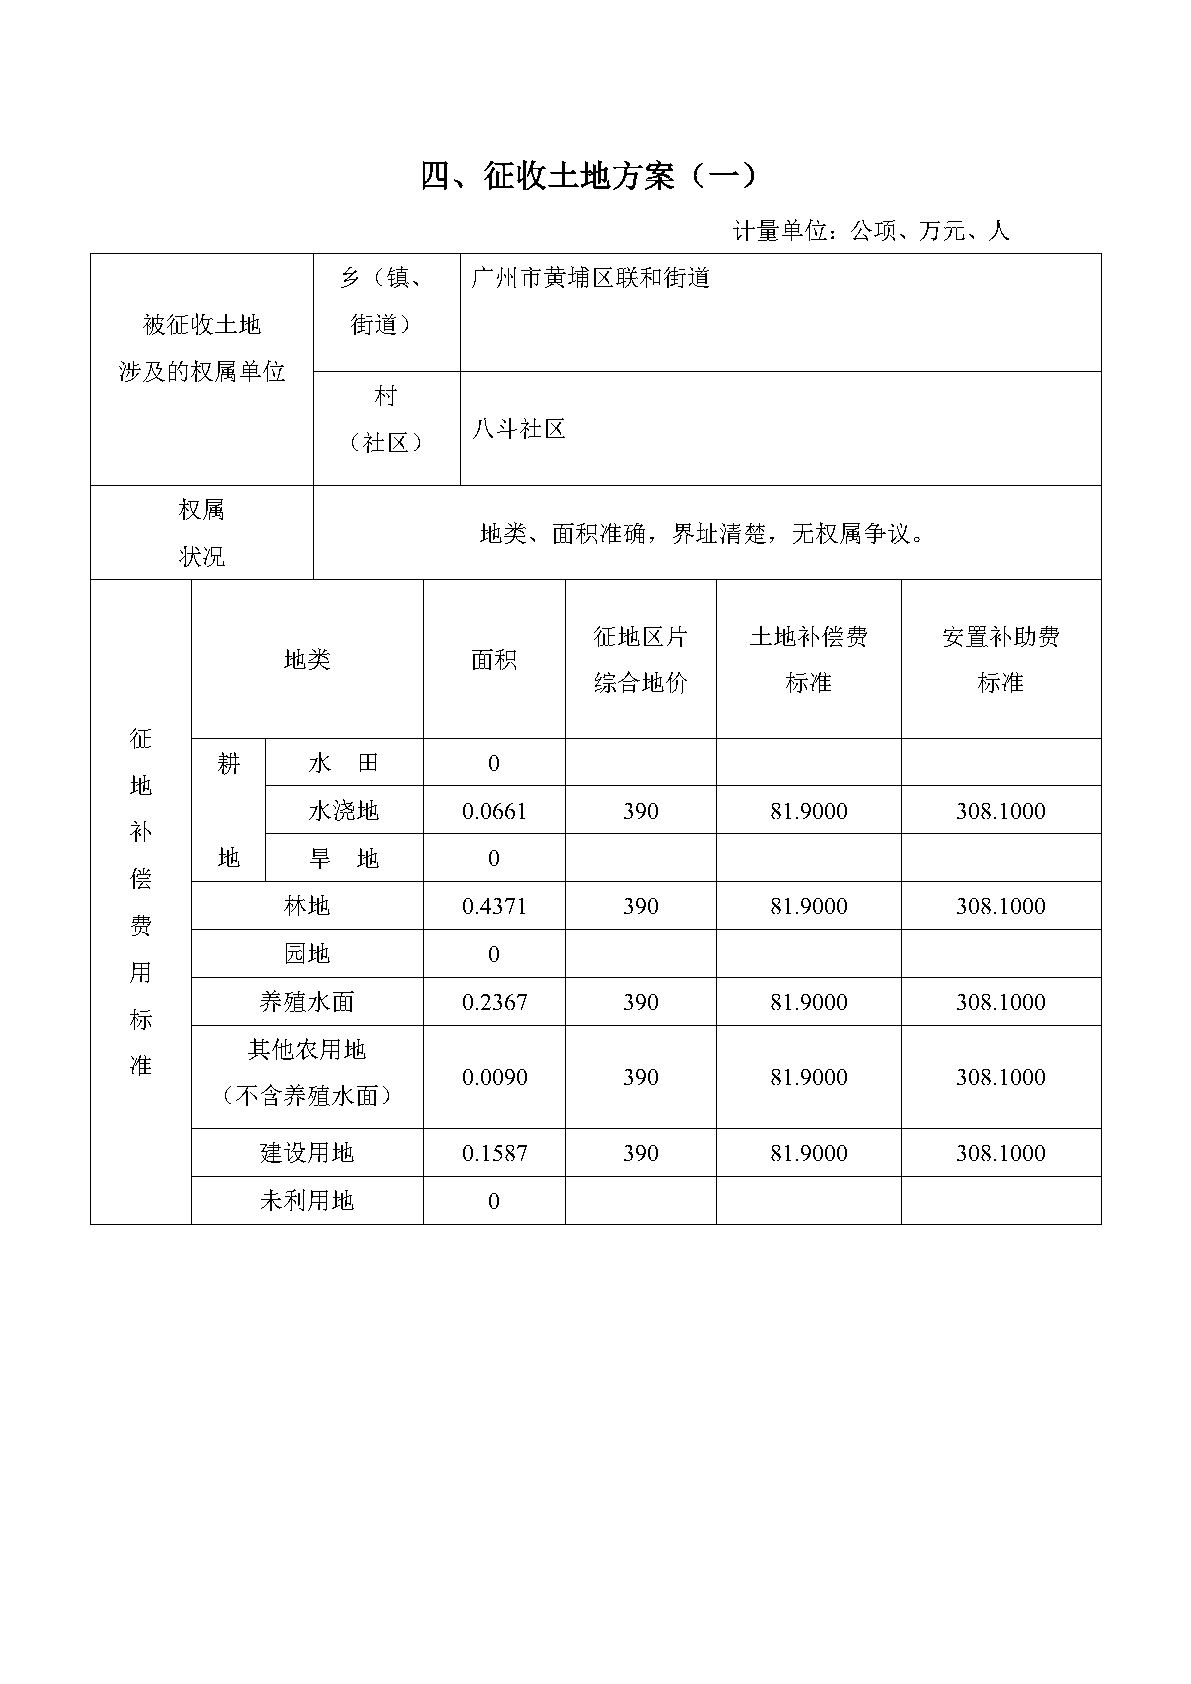 四、征收土地方案（一）
计量单位：公项、万元、人
被征收土地
涉及的权属单位
乡（镇、
街道）
广州市黄埔区联和街道
村
（社区）
八斗社区
权属
状况
地类、面积准确，界址清楚，无权属争议。
征
地
补
偿
费
用
标
准
地类
面积
征地区片
综合地价
土地补偿费
标准
安置补助费
标准
耕
地
水 田
0
水浇地
0.0661
390
81.9000
308.1000
旱 地
0
林地
0.4371
390
81.9000
308.1000
园地
0
养殖水面
0.2367
390
81.9000
308.1000
其他农用地
（不含养殖水面）
0.0090
390
81.9000
308.1000
建设用地
0.1587
390
81.9000
308.1000
未利用地
0